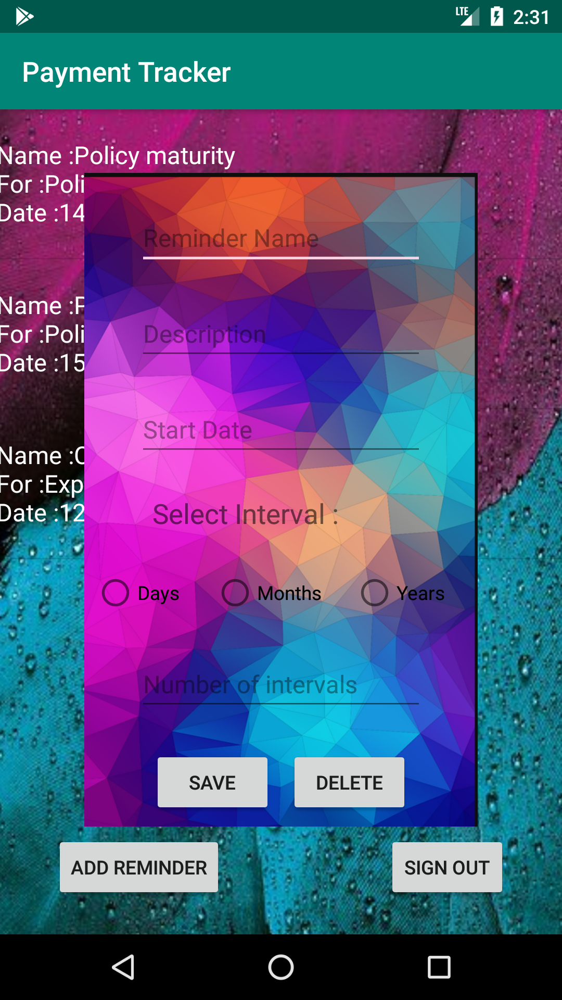 LTE 2:31
Payment Tracker
Name :Policy maturity
For :Poli
Date :14
Reminder Name
Name :P
For :Poli
Date :15
Description
Start Date
Name :C
For :Exp
Date :12
Select Interval :
Days Months Years
Number of intervals
SAVE DELETE
ADD REMINDER SIGN OUT